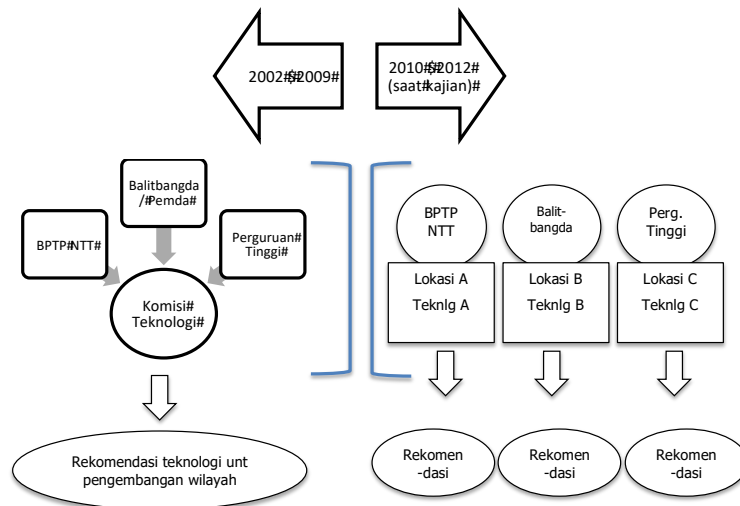 2002#$#2009#
2010#$#2012#
(saat#kajian)#
Balitbangda
/#Pemda#
BPTP#NTT#
Perguruan#
Tinggi#
Komisi#
Teknologi#
Rekomendasi teknologi unt
pengembangan wilayah
BPTP
NTT
Balit-
bangda
Perg.
Tinggi
Lokasi A
Teknlg A
Lokasi B
Teknlg B
Lokasi C
Teknlg C
Rekomen
-dasi
Rekomen
-dasi
Rekomen
-dasi